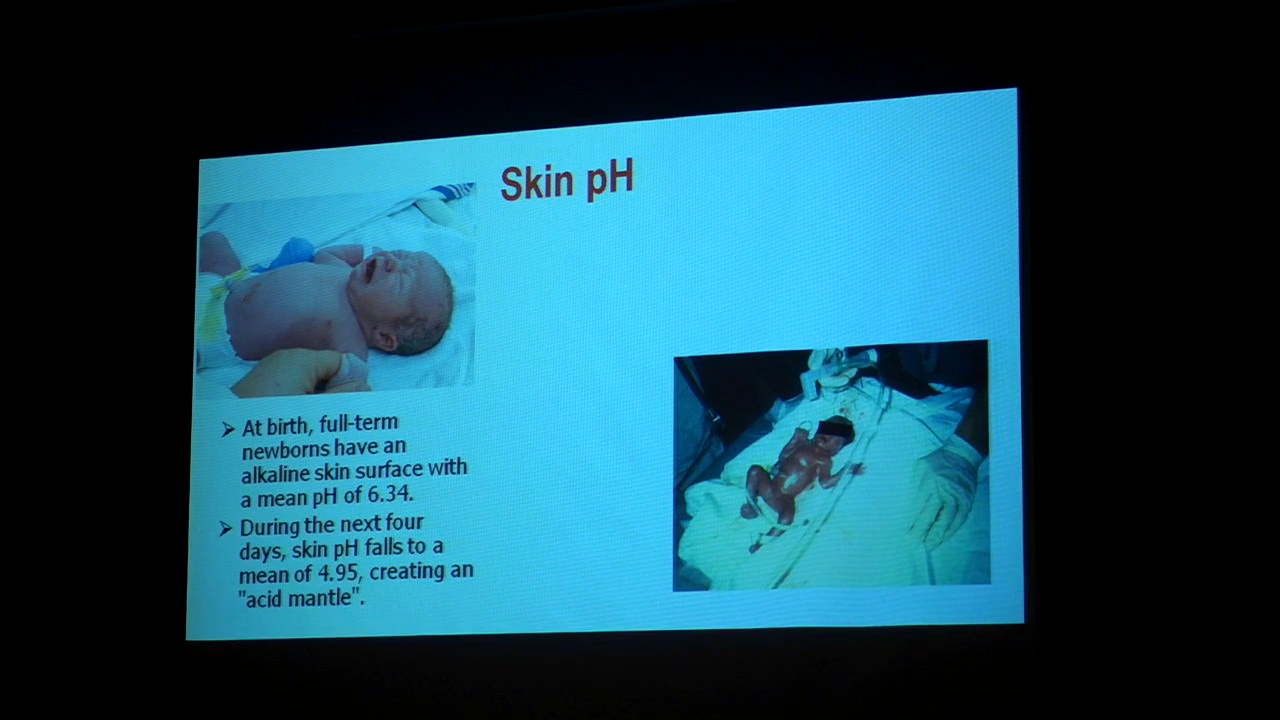 Skin pH
➢ At birth, full-term
newborns have an
alkaline skin surface with
a mean pH of 6.34.
➢ During the next four
days, skin pH falls to a
mean of 4.95, creating an
"acid mantle".